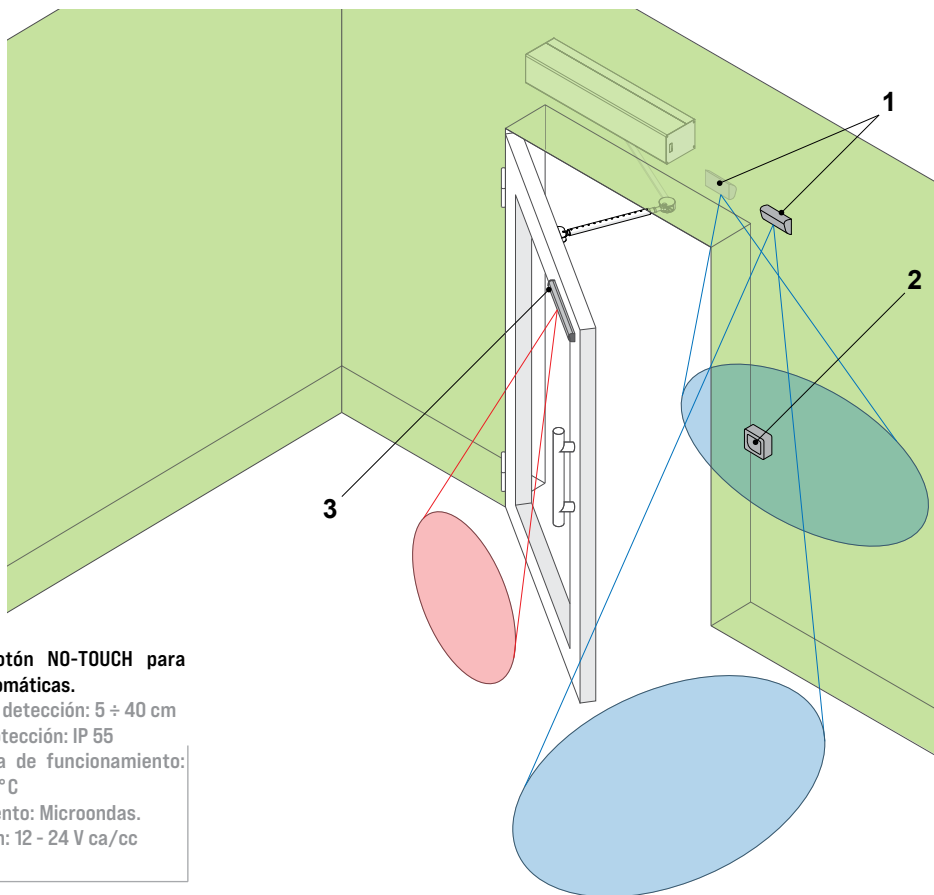 1
2
3
otón NO-TOUCH para
omáticas.
detección: 5 ÷ 40 cm
tección: IP 55
a de funcionamiento:
°C
ento: Microondas.
n: 12 - 24 V ca/cc